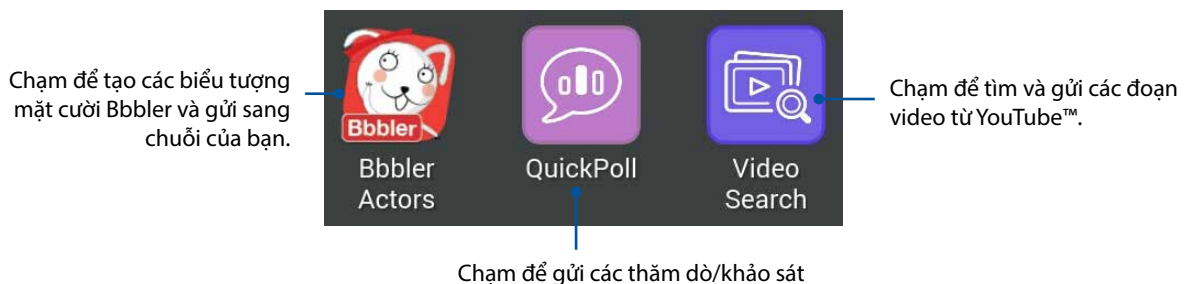 Chạm để tạo các biểu tượng
mặt cười Bbbler và gửi sang
chuỗi của bạn.
Bbbler
Bbbler
Actors
QuickPoll
Video
Search
Chạm để tìm và gửi các đoạn
video từ YouTube™.
Chạm để gửi các thăm dò/khảo sát